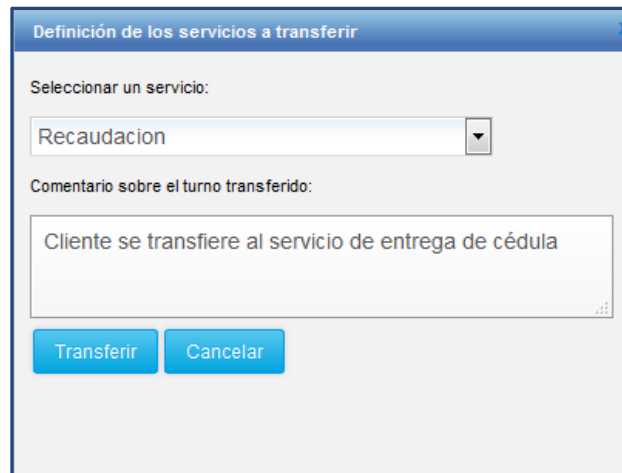 Definición de los servicios a transferir
Seleccionar un servicio:
Recaudacion
Comentario sobre el turno transferido:
Cliente se transfiere al servicio de entrega de cédula
Transferir Cancelar